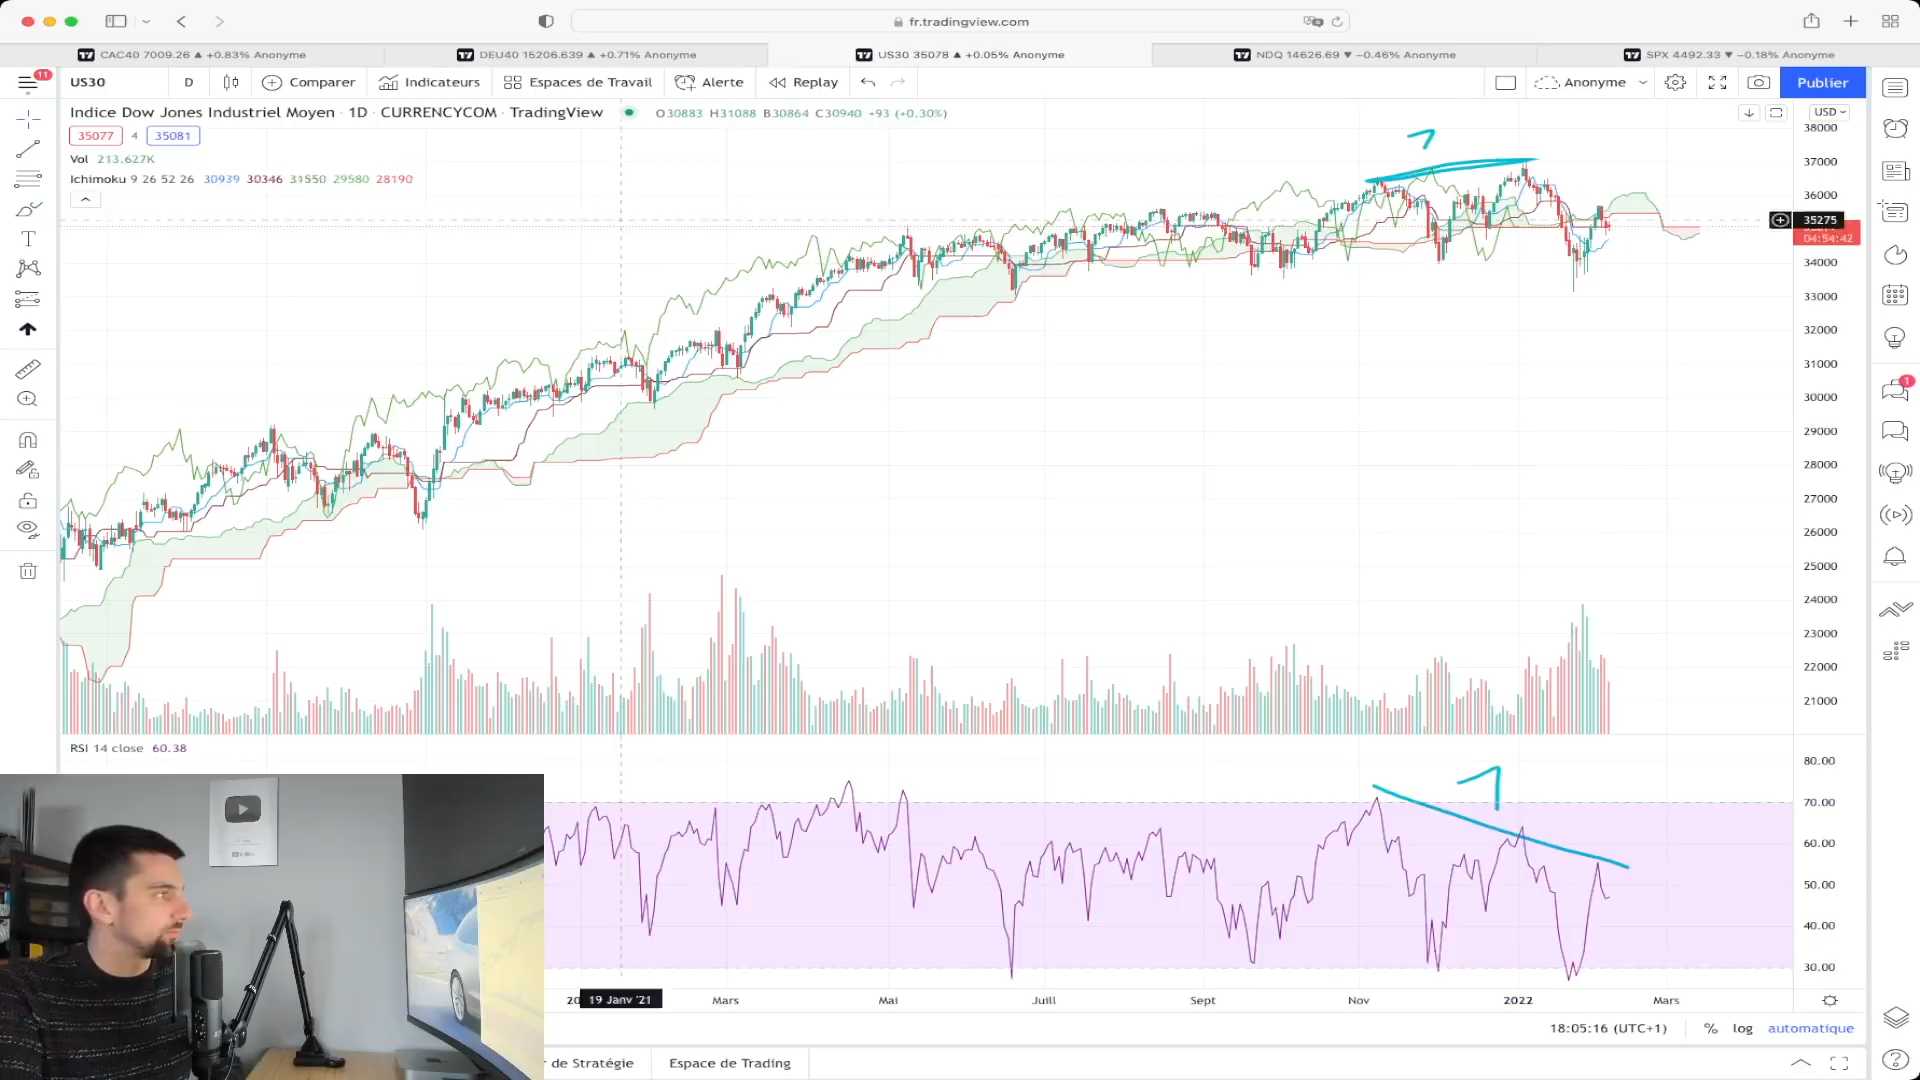 fr.tradingview.com
CAC40 7009.26 ▲ +0.83% Anonyme
DEU40 15206.639 ▲ +0.71% Anonyme
US30 35078 ▲ +0.05% Anonyme
NDQ 14626.69 ▼ −0.46% Anonyme
SPX 4492.33 ▼ −0.18% Anonyme
11
US30
D
Comparer
Indicateurs
Espaces de Travail
Alerte
Replay
Anonyme
Publier
Indice Dow Jones Industriel Moyen · 1D · CURRENCYCOM · TradingView
O30883 H31088 B30864 C30940 +93 (+0.30%)
USD
35077 4 35081
Vol 213.627K
Ichimoku 9 26 52 26 30939 30346 31550 29580 28190
38000
37000
36000
35275
04:54:42
34000
33000
32000
31000
30000
29000
28000
27000
26000
25000
24000
23000
22000
21000
1
RSI 14 close 60.38
80.00
70.00
60.00
50.00
40.00
30.00
19 Janv '21
Mars
Mai
Juill
Sept
Nov
2022
Mars
18:05:16 (UTC+1)
%
log
automatique
de Stratégie
Espace de Trading